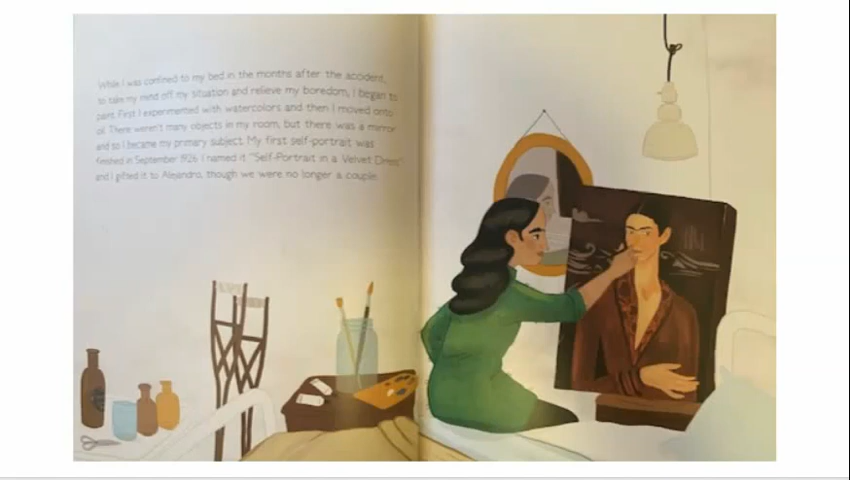 While I was confined to my bed in the months after the accident,
to take my mind off my situation and relieve my boredom, I began to
paint. First I experimented with watercolors and then I moved onto
oil. There weren't many objects in my room, but there was a mirror
and so I became my primary subject. My first self-portrait was
finished in September 1926. I named it "Self-Portrait in a Velvet Dress"
and I gifted it to Alejandro, though we were no longer a couple.